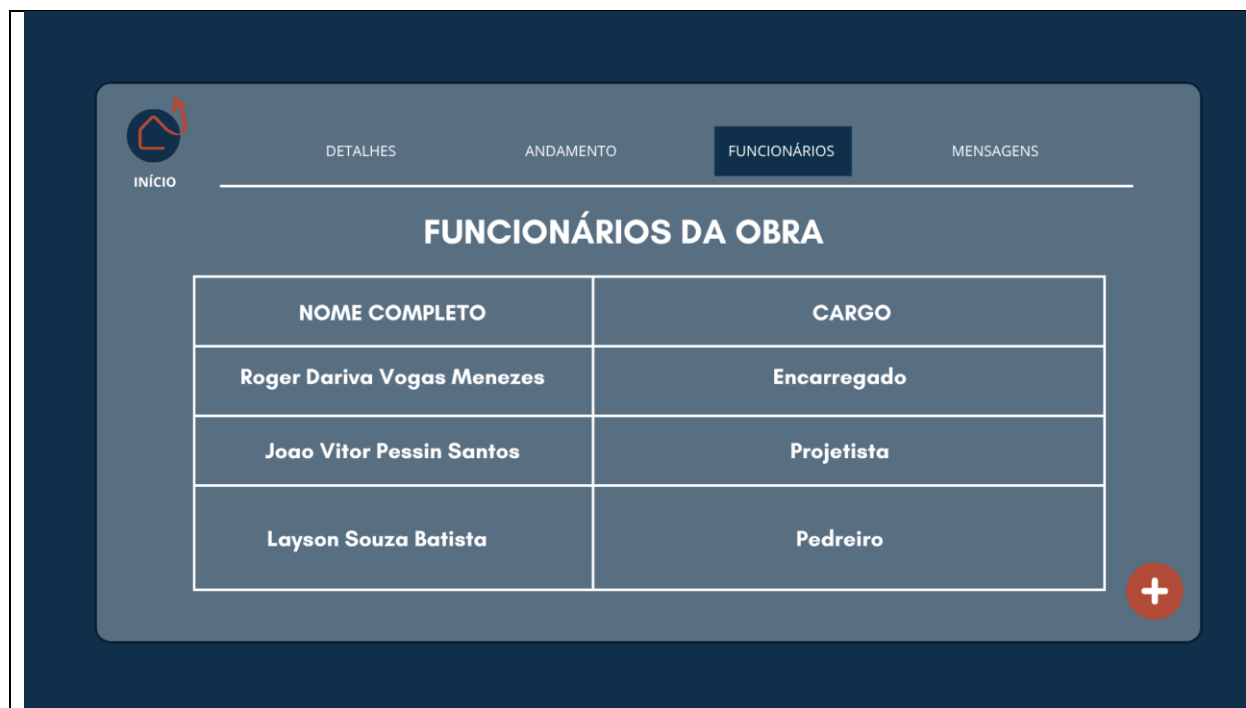 DETALHES ANDAMENTO FUNCIONÁRIOS MENSAGENS
INÍCIO
FUNCIONÁRIOS DA OBRA
NOME COMPLETO CARGO
Roger Dariva Vogas Menezes Encarregado
Joao Vitor Pessin Santos Projetista
Layson Souza Batista Pedreiro
+